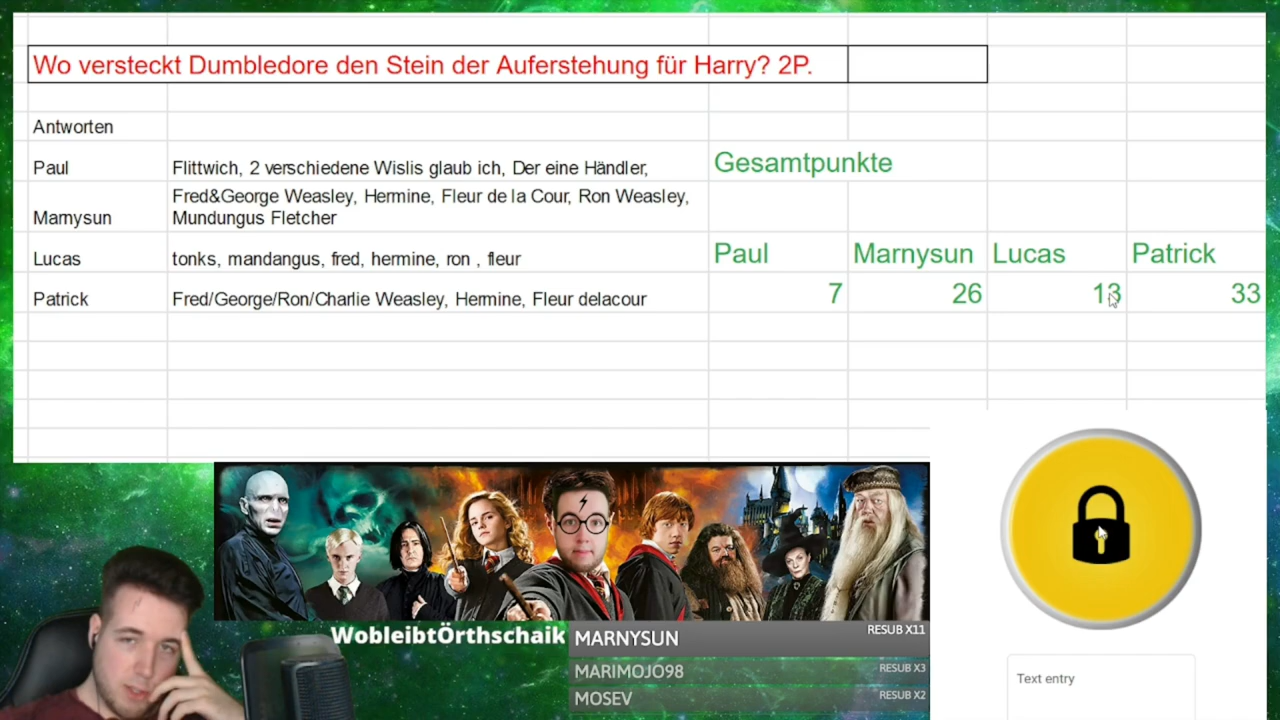 Wo versteckt Dumbledore den Stein der Auferstehung für Harry? 2P.
Antworten
Paul Flittwich, 2 verschiedene Wislis glaub ich, Der eine Händler,
Gesamtpunkte
Fred&George Weasley, Hermine, Fleur de la Cour, Ron Weasley,
Marnysun Mundungus Fletcher
Lucas tonks, mandangus, fred, hermine, ron , fleur
Paul Marnysun Lucas Patrick
Patrick Fred/George/Ron/Charlie Weasley, Hermine, Fleur delacour
7 26 13 33
WobleibtÖrthschaik
MARNYSUN RESUB X11
MARIMOJO98 RESUB X3
MOSEV RESUB X2
Text entry